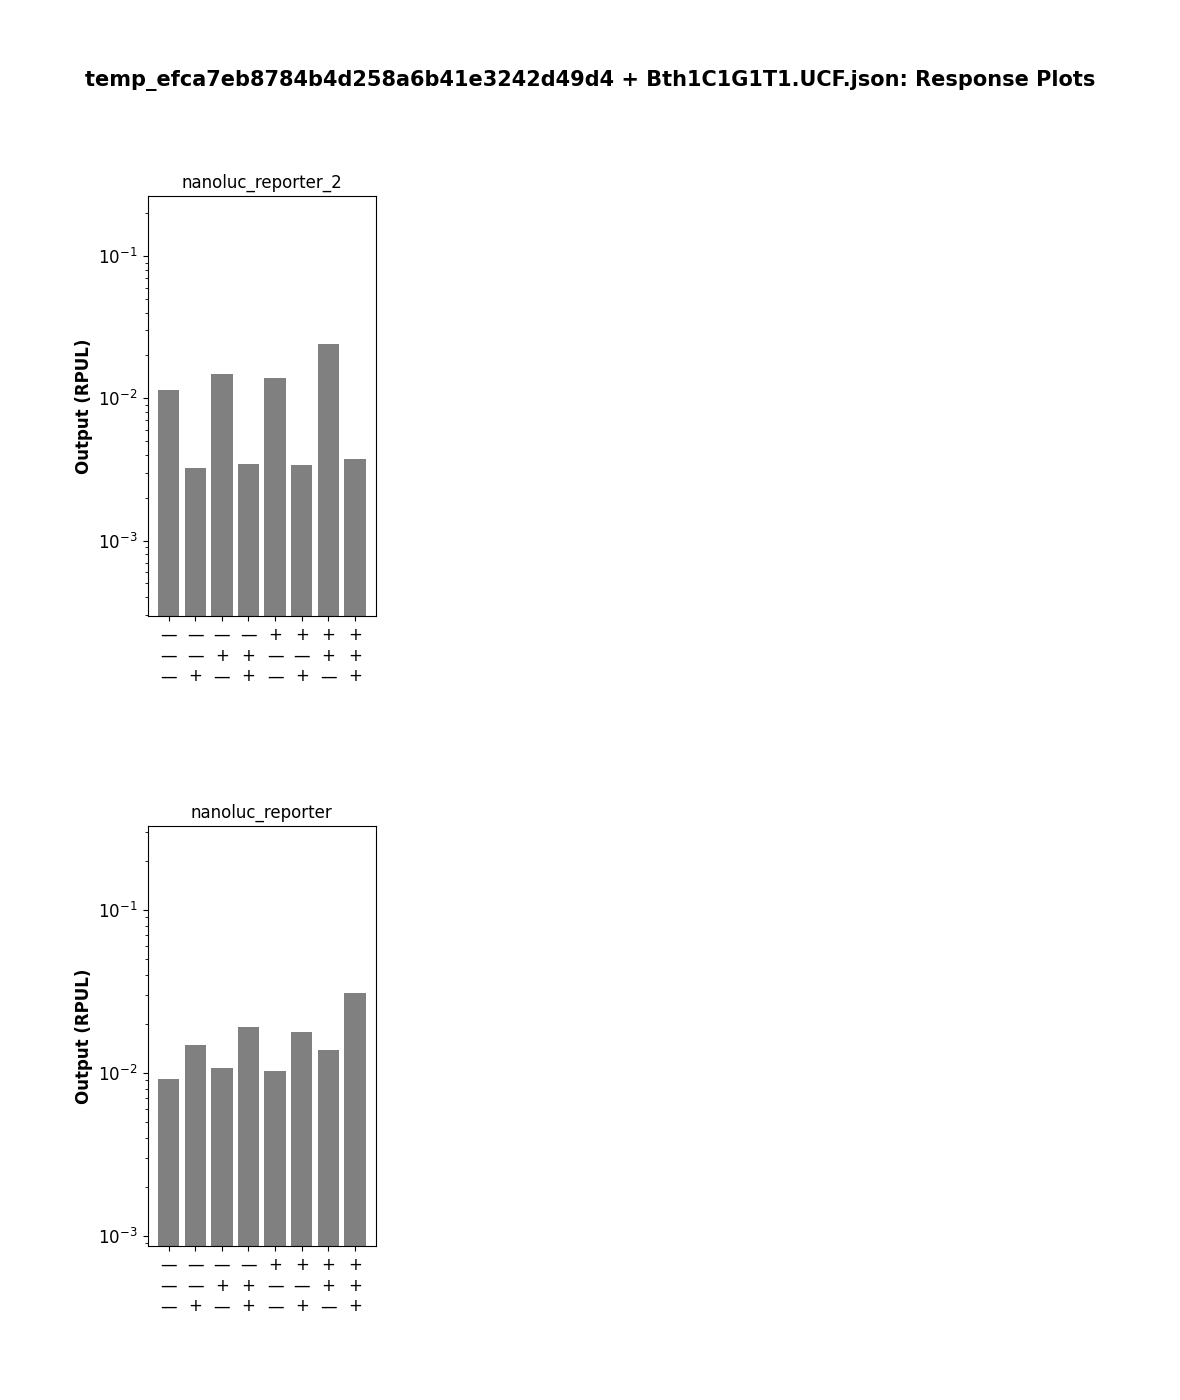 temp_efca7eb8784b4d258a6b41e3242d49d4 + Bth1C1G1T1.UCF.json: Response Plots
nanoluc_reporter_2
Output (RPUL)
10⁻¹
10⁻²
10⁻³
— — — — + + + +
— — + + — — + +
— + — + — + — +
nanoluc_reporter
Output (RPUL)
10⁻¹
10⁻²
10⁻³
— — — — + + + +
— — + + — — + +
— + — + — + — +